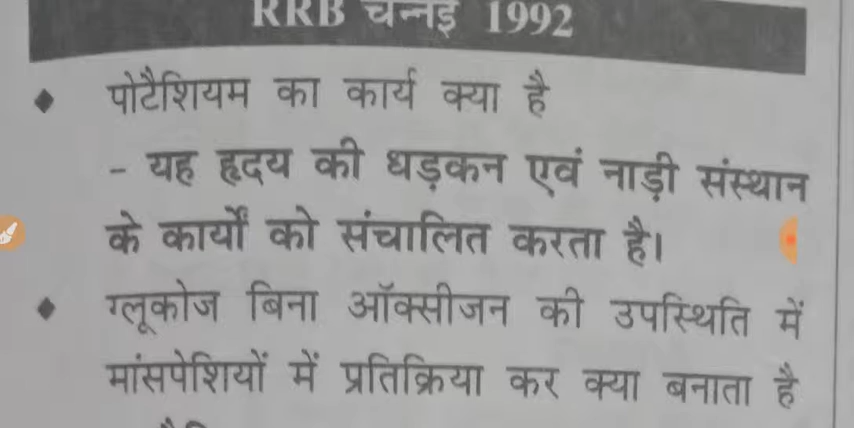 RRB चेन्नई 1992
◆ पोटैशियम का कार्य क्या है
- यह हृदय की धड़कन एवं नाड़ी संस्थान
के कार्यों को संचालित करता है।
◆ ग्लूकोज बिना ऑक्सीजन की उपस्थिति में
मांसपेशियों में प्रतिक्रिया कर क्या बनाता है